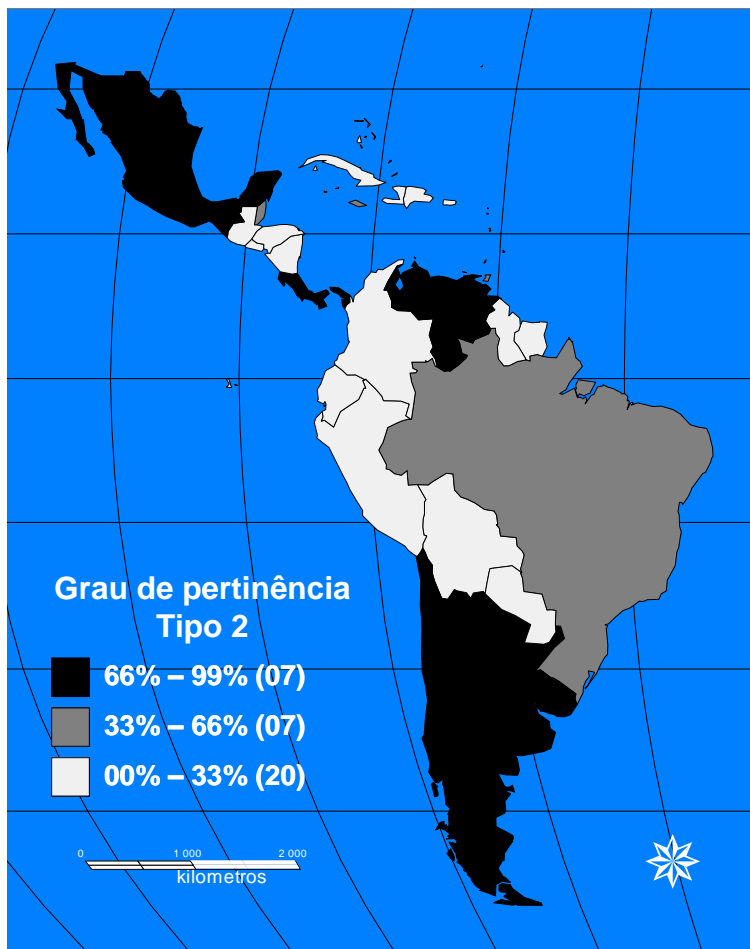 Grau de pertinência
Tipo 2
66% – 99% (07)
33% – 66% (07)
00% – 33% (20)
0 1 000 2 000
kilometros